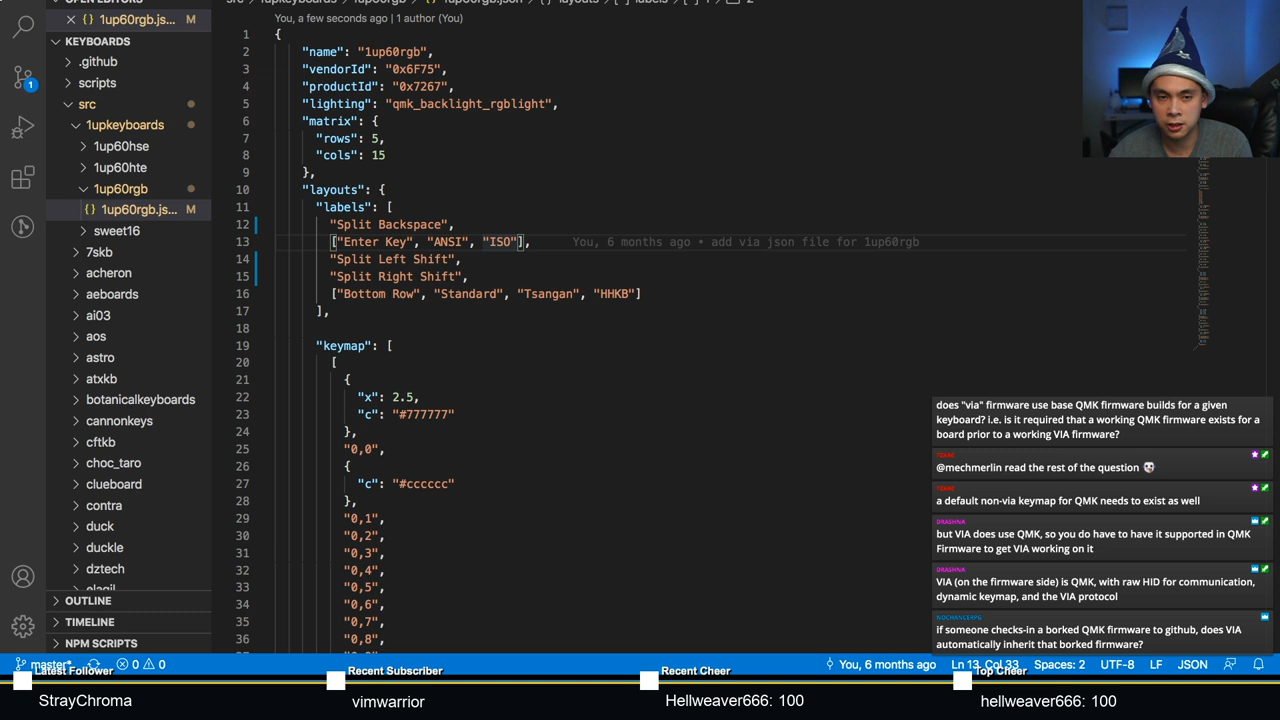 1up60rgb.js... M
KEYBOARDS
.github
scripts
src
1upkeyboards
1up60hse
1up60hte
1up60rgb
{} 1up60rgb.js... M
sweet16
7skb
acheron
aeboards
ai03
aos
astro
atxkb
botanicalkeyboards
cannonkeys
cftkb
choc_taro
clueboard
contra
duck
duckle
dztech
OUTLINE
TIMELINE
NPM SCRIPTS
1
You, a few seconds ago | 1 author (You)
1 {
2 "name": "1up60rgb",
3 "vendorId": "0x6F75",
4 "productId": "0x7267",
5 "lighting": "qmk_backlight_rgblight",
6 "matrix": {
7 "rows": 5,
8 "cols": 15
9 },
10 "layouts": {
11 "labels": [
12 "Split Backspace",
13 ["Enter Key", "ANSI", "ISO"], You, 6 months ago • add via json file for 1up60rgb
14 "Split Left Shift",
15 "Split Right Shift",
16 ["Bottom Row", "Standard", "Tsangan", "HHKB"]
17 ],
18
19 "keymap": [
20 [
21 {
22 "x": 2.5,
23 "c": "#777777"
24 },
25 "0,0",
26 {
27 "c": "#cccccc"
28 },
29 "0,1",
30 "0,2",
31 "0,3",
32 "0,4",
33 "0,5",
34 "0,6",
35 "0,7",
36 "0,8",
does "via" firmware use base QMK firmware builds for a given
keyboard? i.e. is it required that a working QMK firmware exists for a
board prior to a working VIA firmware?
@mechmerlin read the rest of the question
a default non-via keymap for QMK needs to exist as well
DRASHNA
but VIA does use QMK, so you do have to have it supported in QMK
Firmware to get VIA working on it
DRASHNA
VIA (on the firmware side) is QMK, with raw HID for communication,
dynamic keymap, and the VIA protocol
NOCHANCERPG
if someone checks-in a borked QMK firmware to github, does VIA
automatically inherit that borked firmware?
master* 0 0 You, 6 months ago Ln 13, Col 33 Spaces: 2 UTF-8 LF JSON
Latest Follower
StrayChroma
Recent Subscriber
vimwarrior
Recent Cheer
Hellweaver666: 100
Top Cheer
hellweaver666: 100